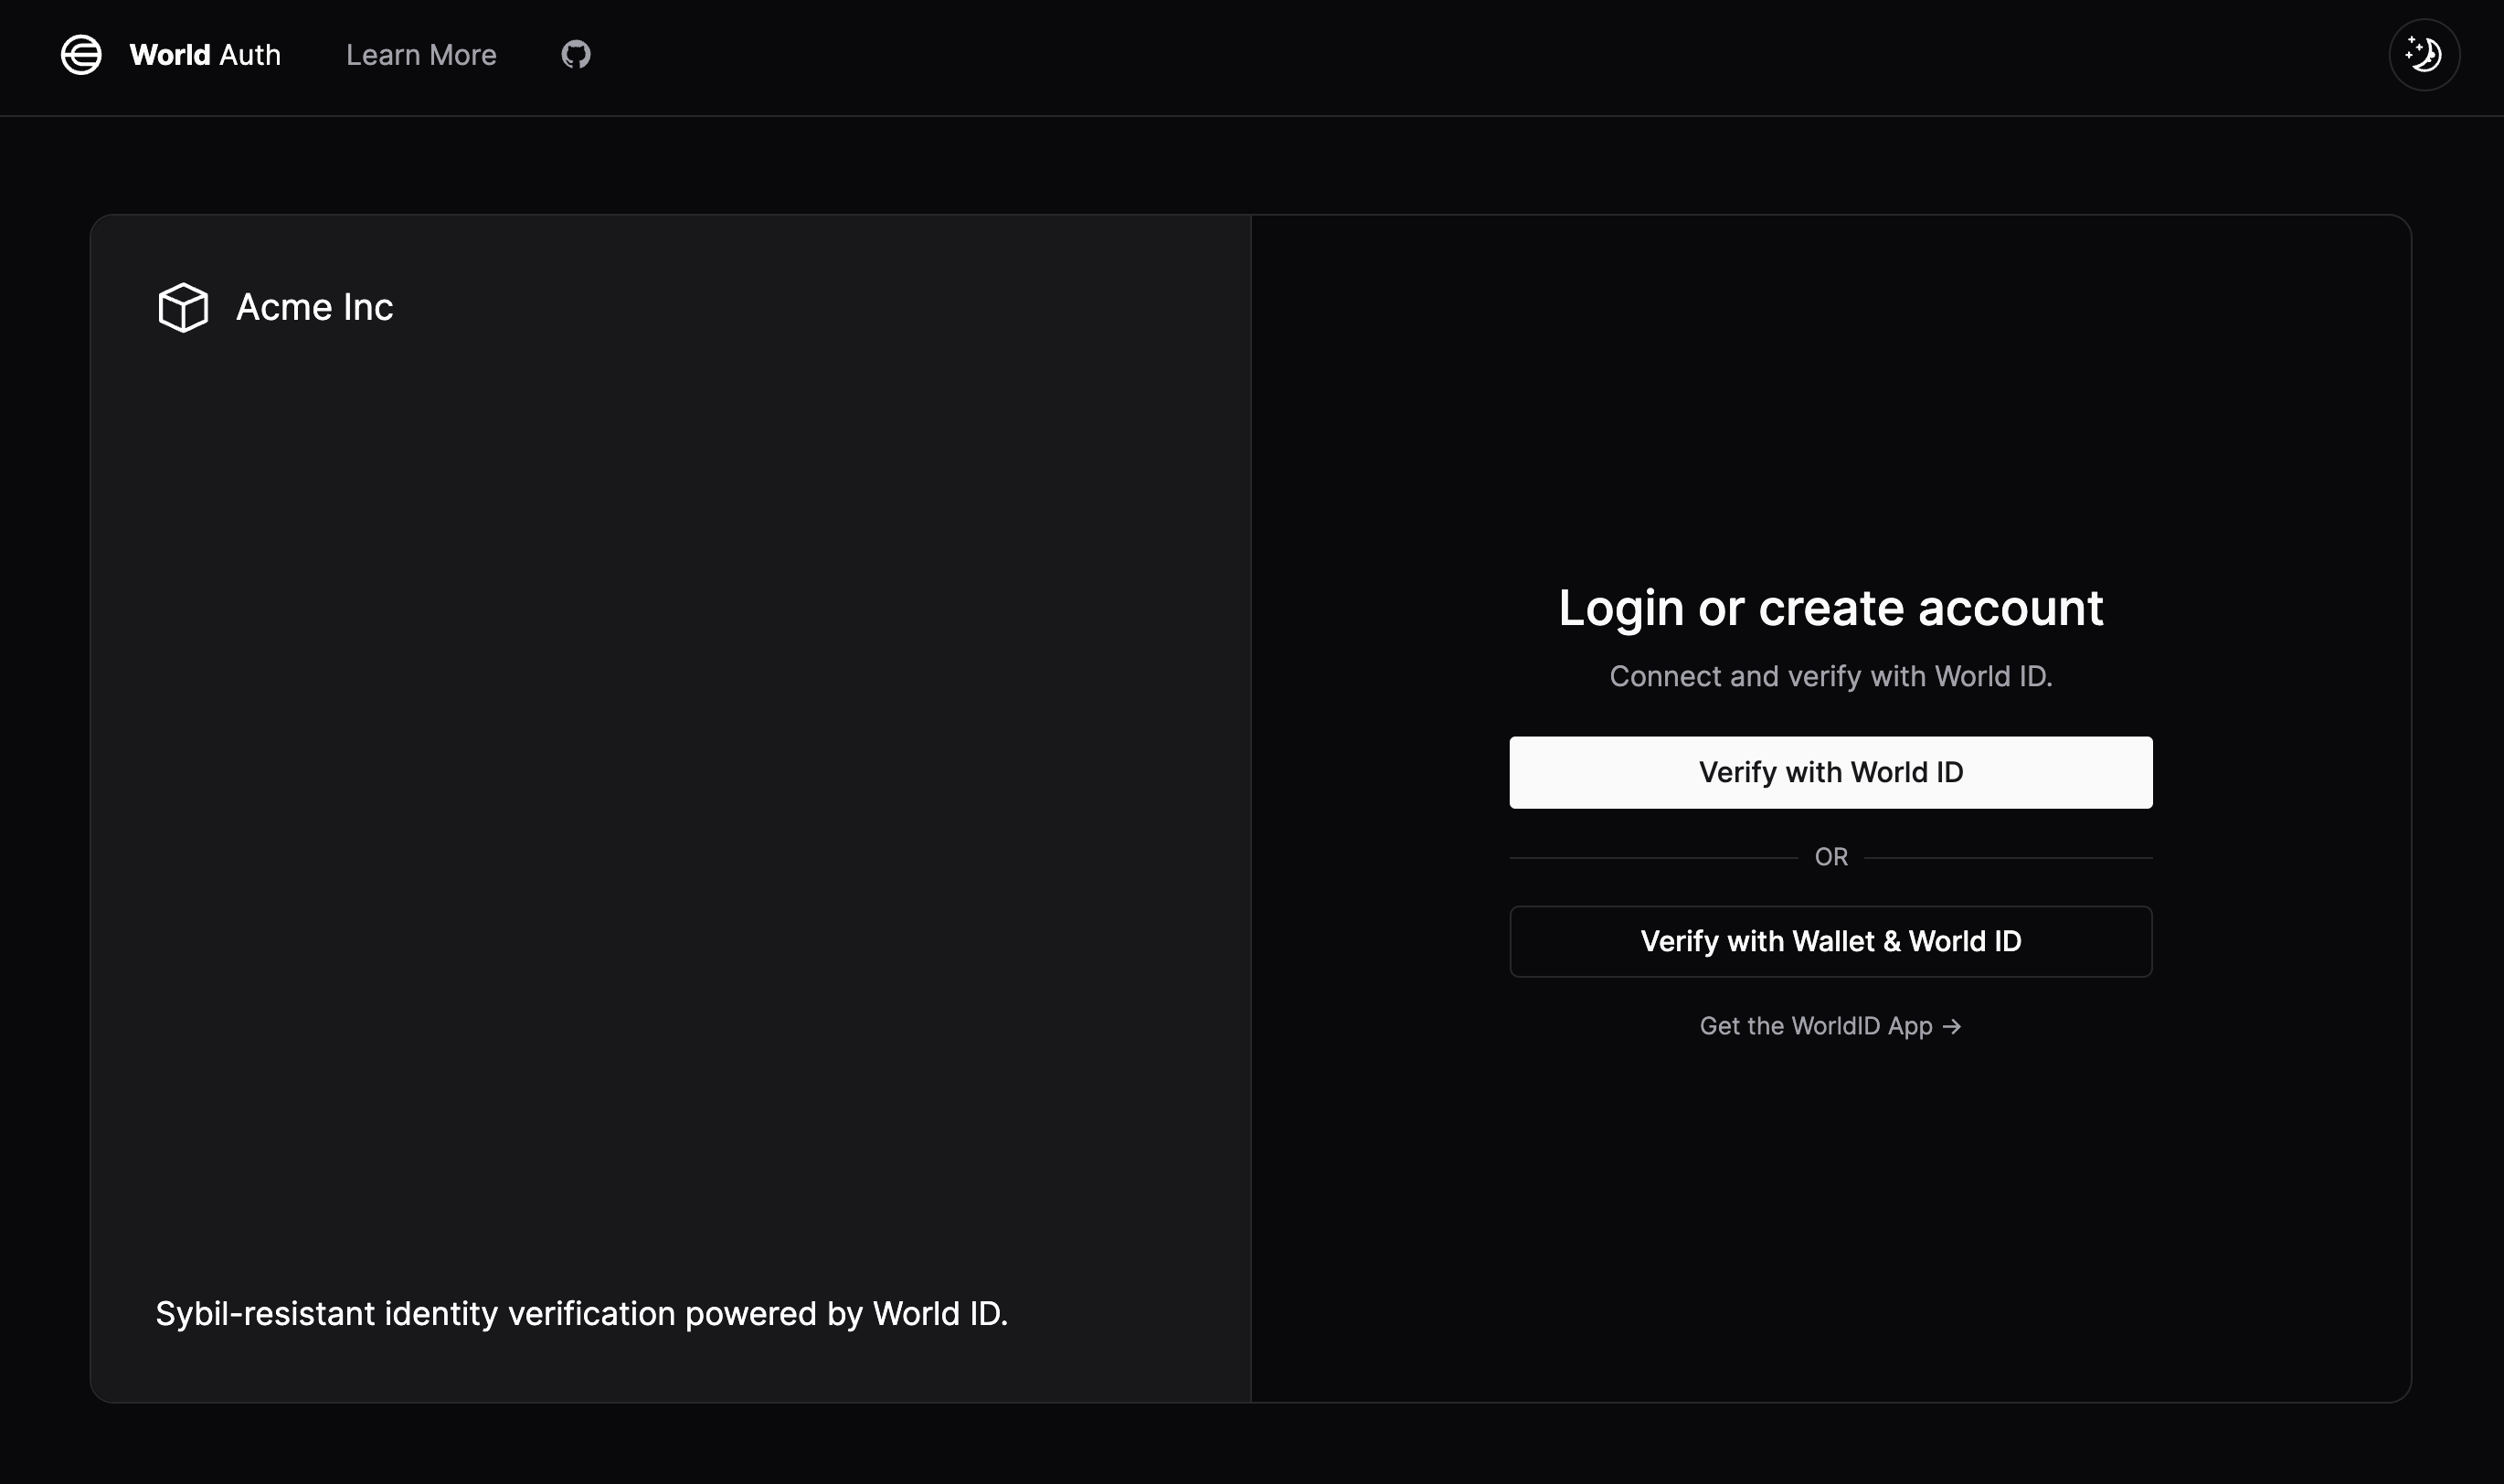 World Auth
Learn More
Acme Inc
Sybil-resistant identity verification powered by World ID.
Login or create account
Connect and verify with World ID.
Verify with World ID
OR
Verify with Wallet & World ID
Get the WorldID App →